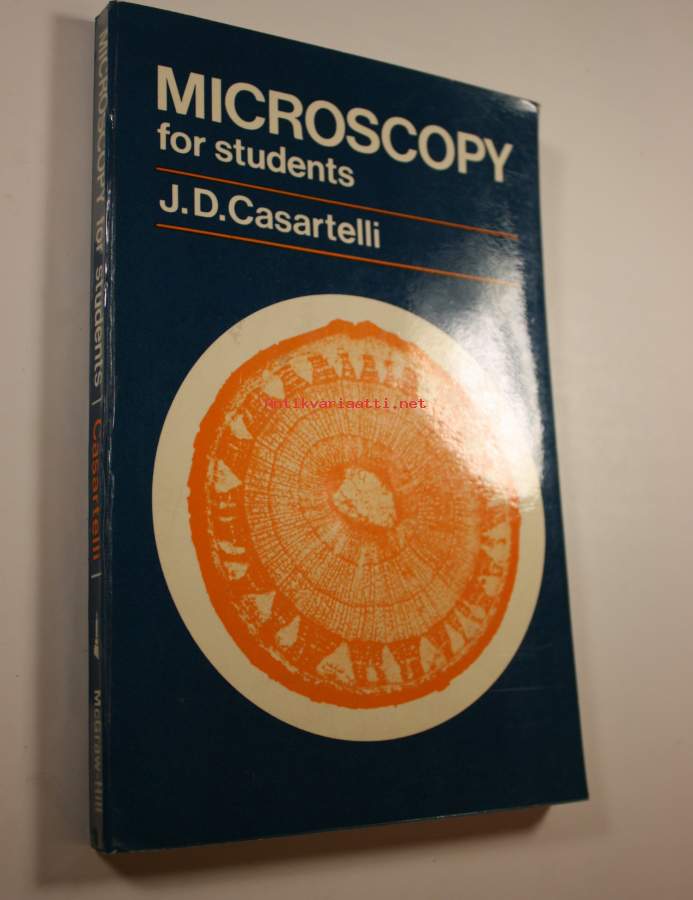 MICROSCOPY
for students
J.D.Casartelli
Antikvariaatti.net
MICROSCOPY for students | Casartelli | McGraw-Hill